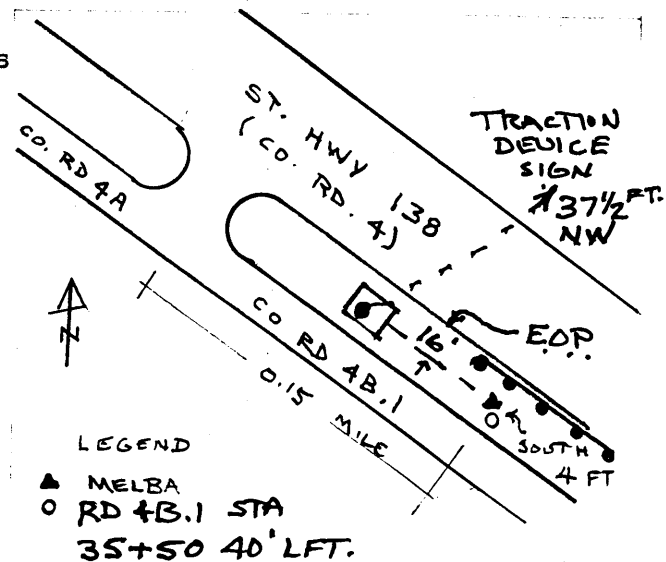 S
CO. RD 4A
ST. HWY 138
(CO. RD. 4)
TRACTION
DEVICE
SIGN
37½ FT.
NW
N
16'
E.O.P.
CO RD 4B.1
0.15 MILE
SOUTH
4 FT
LEGEND
MELBA
RD 4B.1 STA
35+50 40' LFT.